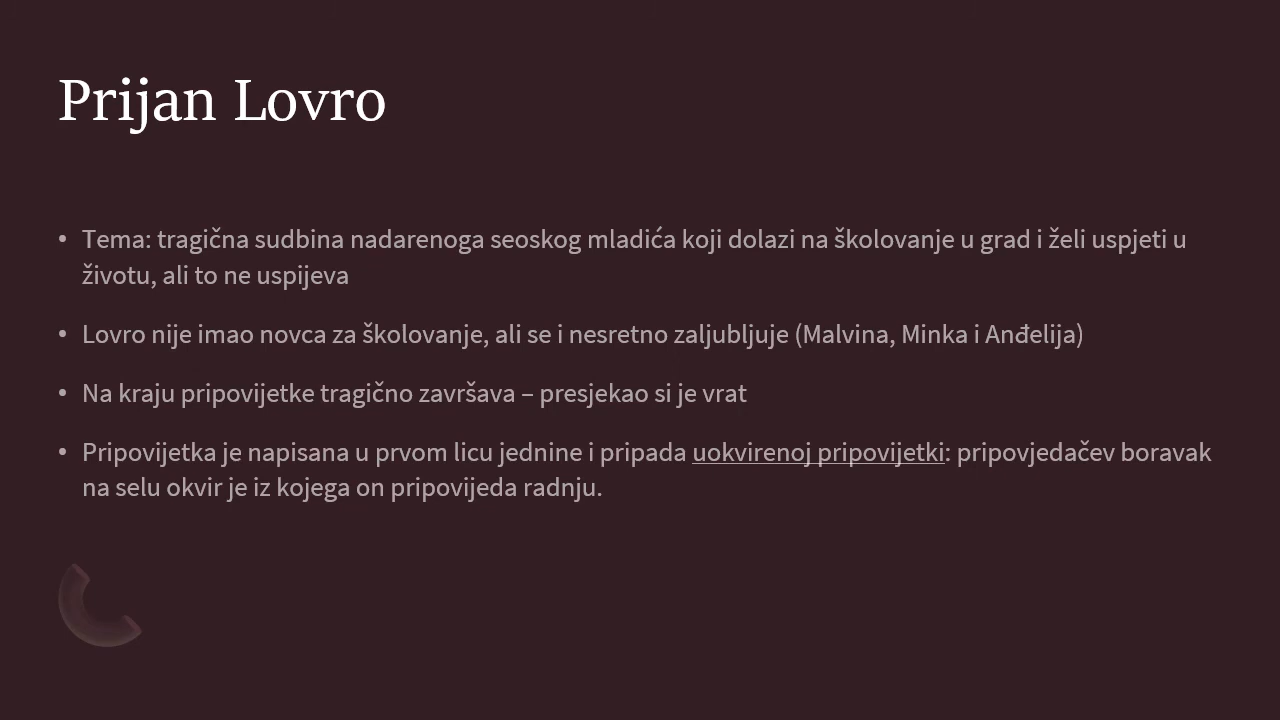 Prijan Lovro
• Tema: tragična sudbina nadarenoga seoskog mladića koji dolazi na školovanje u grad i želi uspjeti u
životu, ali to ne uspijeva
• Lovro nije imao novca za školovanje, ali se i nesretno zaljubljuje (Malvina, Minka i Anđelija)
• Na kraju pripovijetke tragično završava – presjekao si je vrat
• Pripovijetka je napisana u prvom licu jednine i pripada uokvirenoj pripovijetki: pripovjedačev boravak
na selu okvir je iz kojega on pripovijeda radnju.